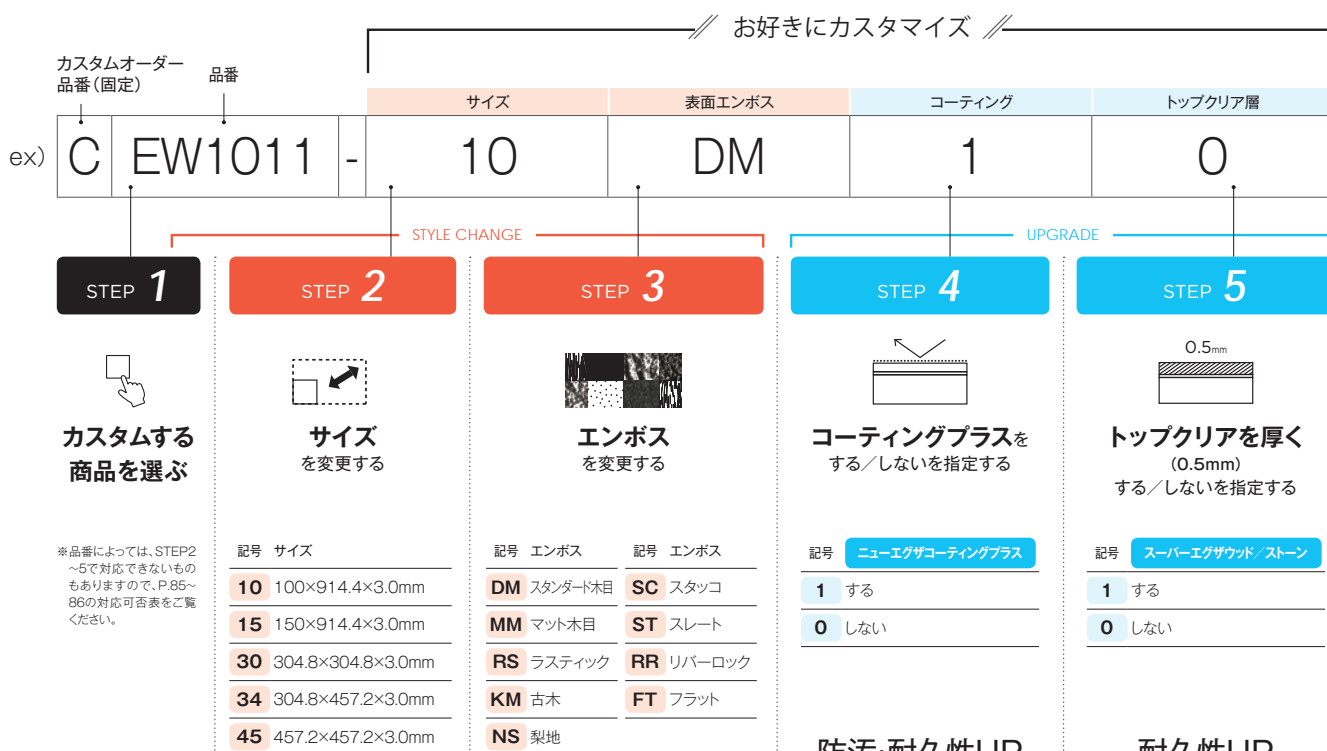 お好きにカスタマイズ
カスタムオーダー
品番(固定)
品番
サイズ
表面エンボス
コーティング
トップクリア層
ex)
C
EW1011
-
10
DM
1
0
STYLE CHANGE
UPGRADE
STEP 1
カスタムする
商品を選ぶ
※品番によっては、STEP2
～5で対応できないもの
もありますので、P.85～
86の対応可否表をご覧
ください。
STEP 2
サイズ
を変更する
記号 サイズ
10 100×914.4×3.0mm
15 150×914.4×3.0mm
30 304.8×304.8×3.0mm
34 304.8×457.2×3.0mm
45 457.2×457.2×3.0mm
STEP 3
エンボス
を変更する
記号 エンボス
DM スタンダード木目
MM マット木目
RS ラスティック
KM 古木
NS 梨地
記号 エンボス
SC スタッコ
ST スレート
RR リバーロック
FT フラット
STEP 4
コーティングプラスを
する／しないを指定する
記号 ニューエグザコーティングプラス
1 する
0 しない
防汚・耐久性UP
STEP 5
0.5mm
トップクリアを厚く
(0.5mm)
する／しないを指定する
記号 スーパーエグザウッド／ストーン
1 する
0 しない
耐久性UP